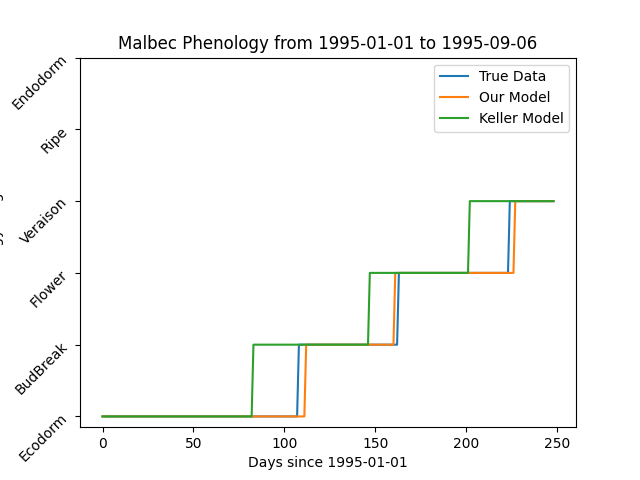 Malbec Phenology from 1995-01-01 to 1995-09-06
Endodorm
Ripe
Veraison
Flower
BudBreak
Ecodorm
True Data
Our Model
Keller Model
0 50 100 150 200 250
Days since 1995-01-01